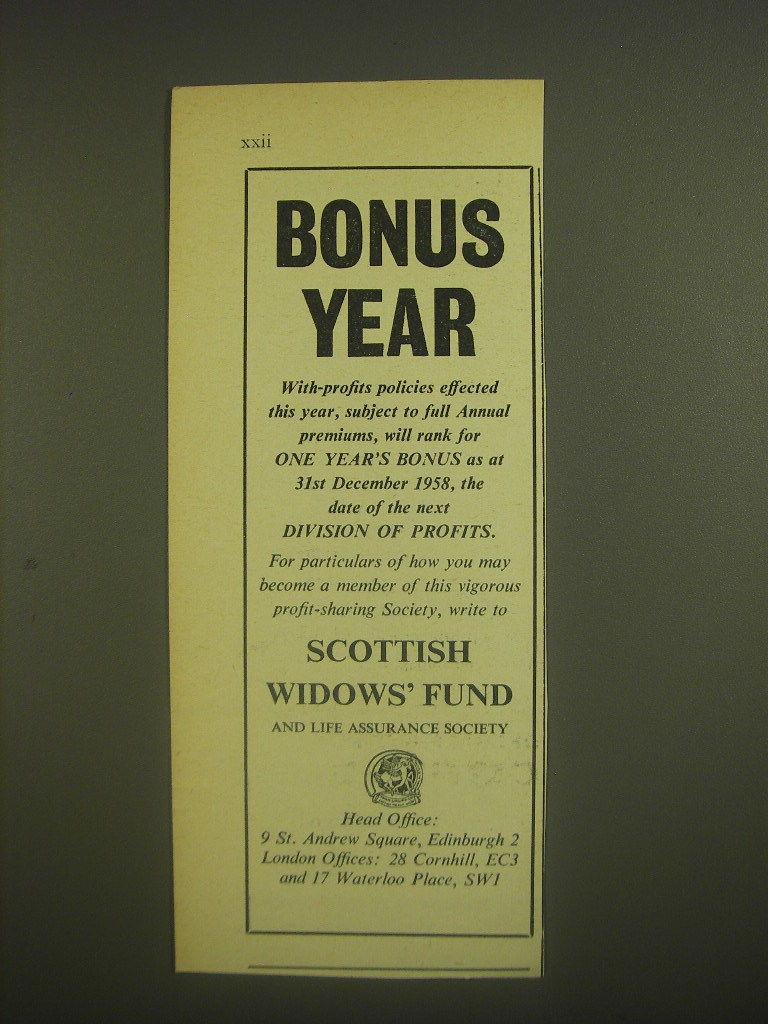 xxii
BONUS
YEAR
With-profits policies effected
this year, subject to full Annual
premiums, will rank for
ONE YEAR'S BONUS as at
31st December 1958, the
date of the next
DIVISION OF PROFITS.
For particulars of how you may
become a member of this vigorous
profit-sharing Society, write to
SCOTTISH
WIDOWS' FUND
AND LIFE ASSURANCE SOCIETY
Head Office:
9 St. Andrew Square, Edinburgh 2
London Offices: 28 Cornhill, EC3
and 17 Waterloo Place, SW1